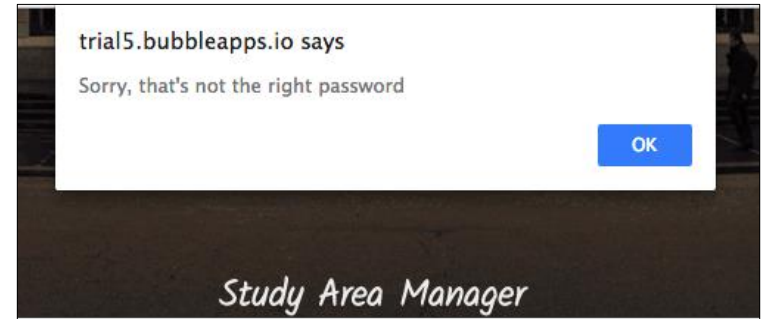 trial5.bubbleapps.io says
Sorry, that's not the right password
OK
Study Area Manager